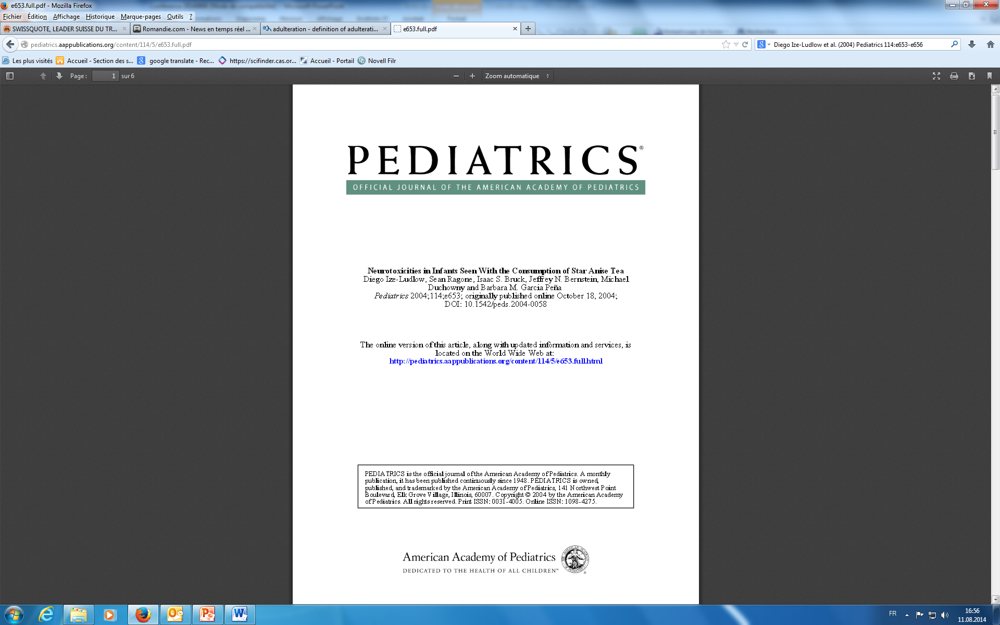 e653.full.pdf - Mozilla Firefox
Fichier Édition Affichage Historique Marque-pages Outils ?
SWISSQUOTE, LEADER SUISSE DU TR... Romandie.com - News en temps réel ... adulteration - definition of adulterati... e653.full.pdf
pediatrics.aappublications.org/content/114/5/e653.full.pdf Diego Ize-Ludlow et al. (2004) Pediatrics 114:e653-e656
Les plus visités Accueil - Section des s... google translate - Rec... https://scifinder.cas.or... Accueil - Portail Novell Filr
Page : 1 sur 6 Zoom automatique
PEDIATRICS®
OFFICIAL JOURNAL OF THE AMERICAN ACADEMY OF PEDIATRICS
Neurotoxicities in Infants Seen With the Consumption of Star Anise Tea
Diego Ize-Ludlow, Sean Ragone, Isaac S. Bruck, Jeffrey N. Bernstein, Michael
Duchowny and Barbara M. Garcia Peña
Pediatrics 2004;114;e653; originally published online October 18, 2004;
DOI: 10.1542/peds.2004-0058
The online version of this article, along with updated information and services, is
located on the World Wide Web at:
http://pediatrics.aappublications.org/content/114/5/e653.full.html
PEDIATRICS is the official journal of the American Academy of Pediatrics. A monthly
publication, it has been published continuously since 1948. PEDIATRICS is owned,
published, and trademarked by the American Academy of Pediatrics, 141 Northwest Point
Boulevard, Elk Grove Village, Illinois, 60007. Copyright © 2004 by the American Academy
of Pediatrics. All rights reserved. Print ISSN: 0031-4005. Online ISSN: 1098-4275.
American Academy of Pediatrics
DEDICATED TO THE HEALTH OF ALL CHILDREN™
FR 16:56
11.08.2014